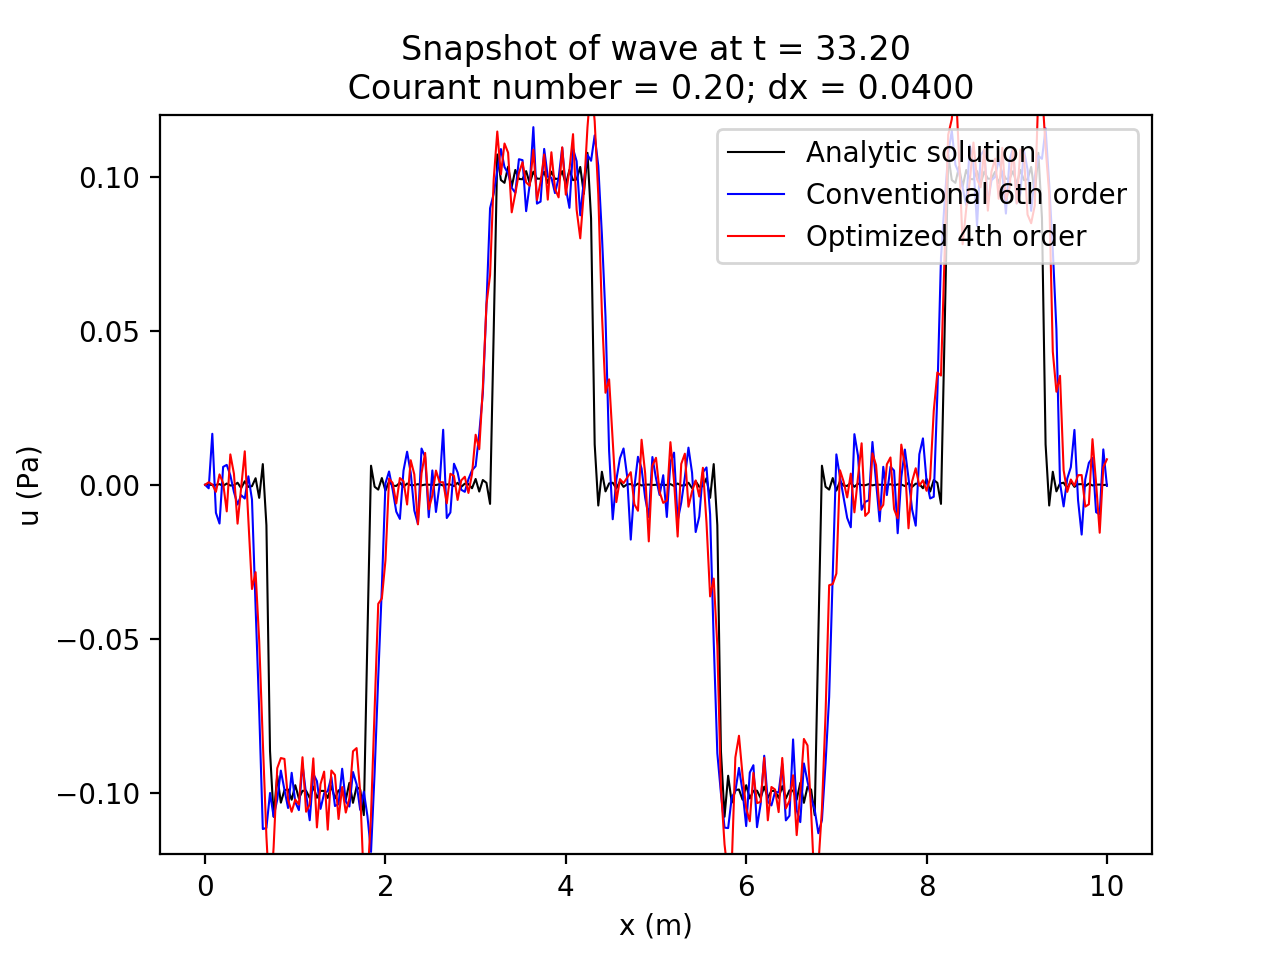 Snapshot of wave at t = 33.20
Courant number = 0.20; dx = 0.0400
Analytic solution
Conventional 6th order
Optimized 4th order
0.10
0.05
0.00
−0.05
−0.10
u (Pa)
0 2 4 6 8 10
x (m)